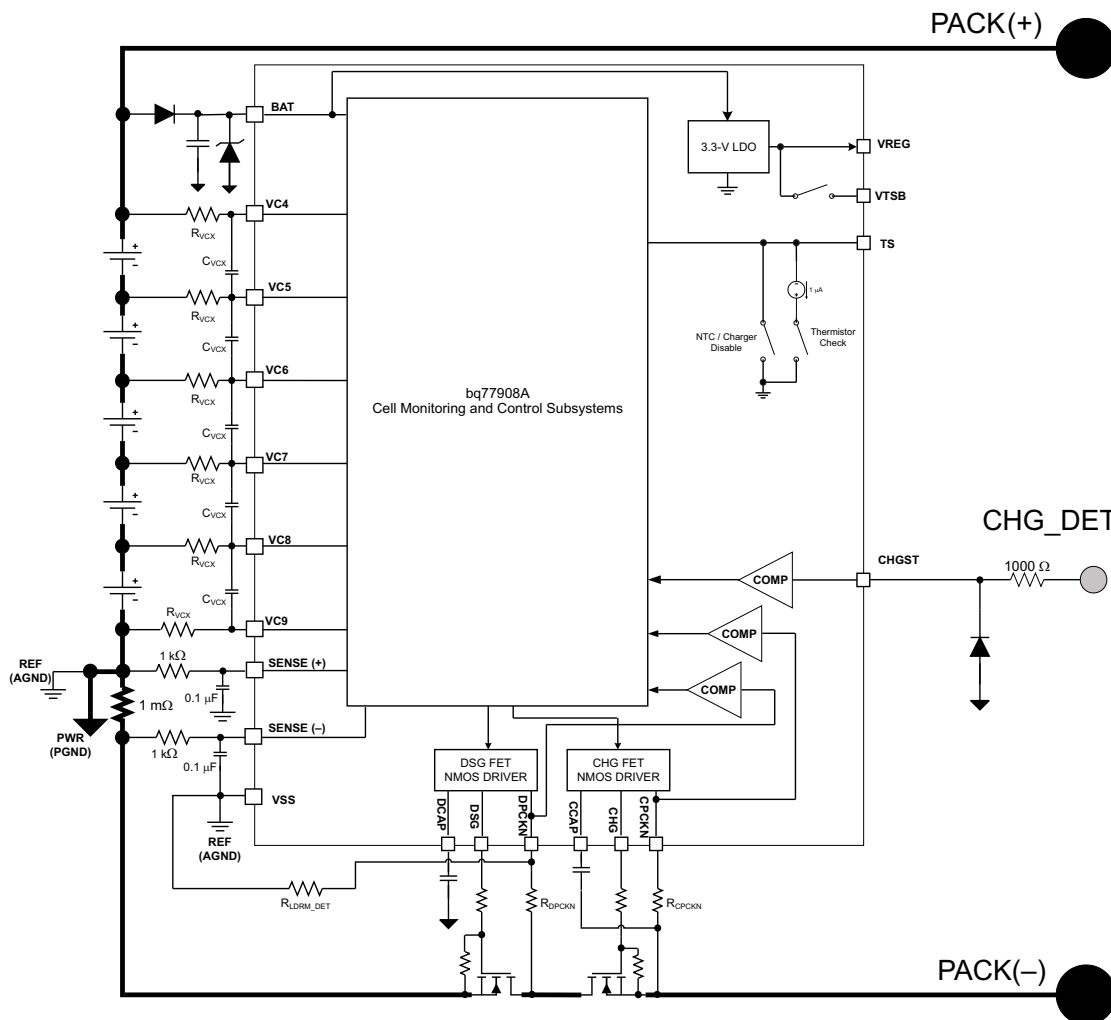 PACK(+)
BAT
3.3-V LDO
VREG
VTSB
VC4
TS
RVCX
CVCX
1 µA
VC5
RVCX
NTC / Charger
Disable
Thermistor
Check
CVCX
VC6
RVCX
bq77908A
Cell Monitoring and Control Subsystems
CVCX
VC7
RVCX
CVCX
CHG_DET
VC8
RVCX
CHGST
1000 Ω
COMP
CVCX
RVCX
VC9
COMP
REF
(AGND)
1 kΩ
SENSE (+)
COMP
0.1 µF
1 mΩ
PWR
(PGND)
1 kΩ
SENSE (–)
0.1 µF
DSG FET
NMOS DRIVER
CHG FET
NMOS DRIVER
VSS
DCAP
DSG
DPCKN
CCAP
CHG
CPCKN
REF
(AGND)
RLDRM_DET
RDPCKN
RCPCKN
PACK(–)
+
-
+
-
+
-
+
-
+
-